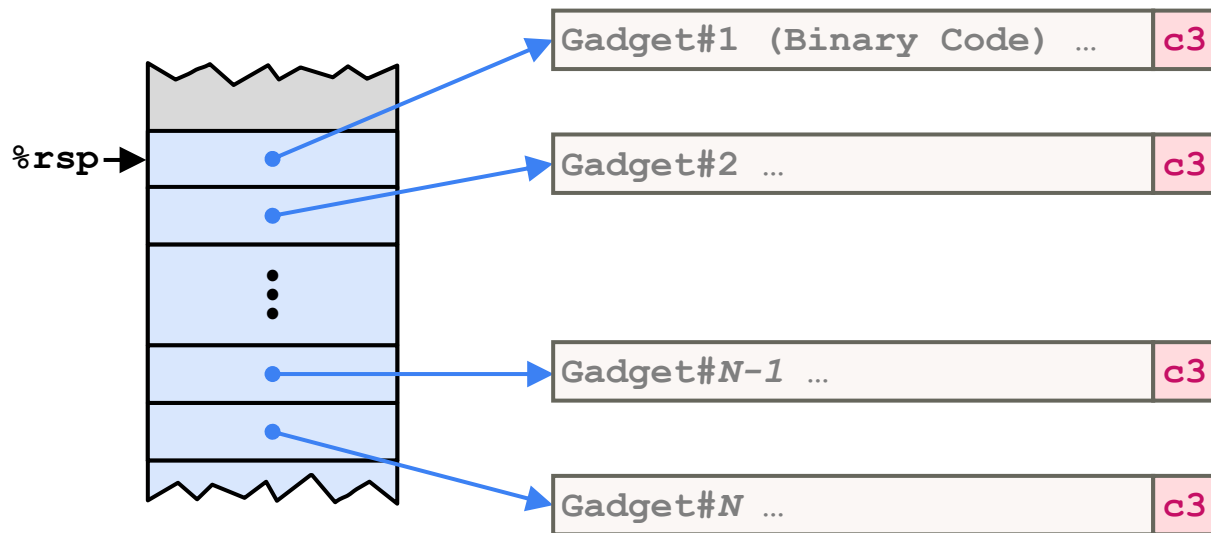 Gadget#1 (Binary Code) … c3
%rsp
Gadget#2 … c3
Gadget#N-1 … c3
Gadget#N … c3